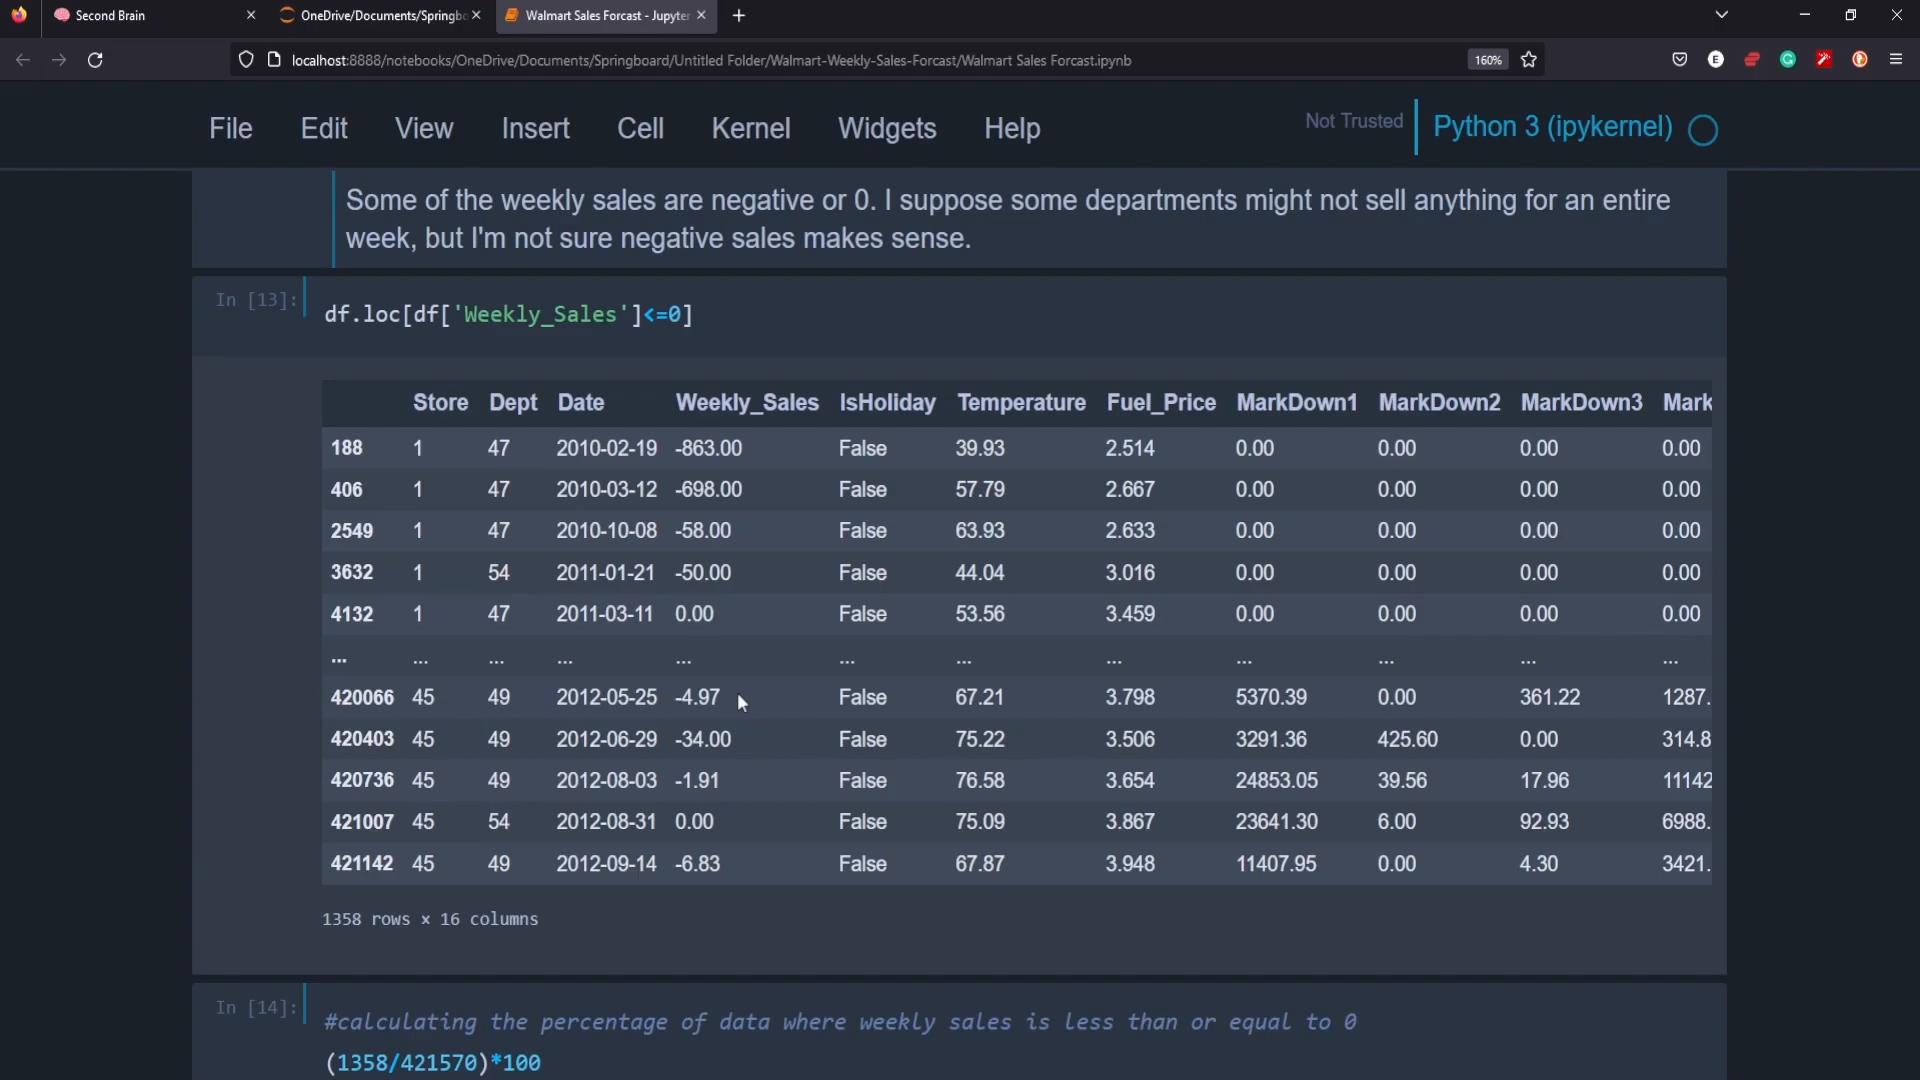 Second Brain
OneDrive/Documents/Springbo
Walmart Sales Forcast - Jupyter
localhost:8888/notebooks/OneDrive/Documents/Springboard/Untitled Folder/Walmart-Weekly-Sales-Forcast/Walmart Sales Forcast.ipynb
160%
E
File Edit View Insert Cell Kernel Widgets Help
Not Trusted
Python 3 (ipykernel)
Some of the weekly sales are negative or 0. I suppose some departments might not sell anything for an entire
week, but I'm not sure negative sales makes sense.
In [13]:
df.loc[df['Weekly_Sales']<=0]
Store Dept Date Weekly_Sales IsHoliday Temperature Fuel_Price MarkDown1 MarkDown2 MarkDown3 Mark
188 1 47 2010-02-19 -863.00 False 39.93 2.514 0.00 0.00 0.00 0.00
406 1 47 2010-03-12 -698.00 False 57.79 2.667 0.00 0.00 0.00 0.00
2549 1 47 2010-10-08 -58.00 False 63.93 2.633 0.00 0.00 0.00 0.00
3632 1 54 2011-01-21 -50.00 False 44.04 3.016 0.00 0.00 0.00 0.00
4132 1 47 2011-03-11 0.00 False 53.56 3.459 0.00 0.00 0.00 0.00
... ... ... ... ... ... ... ... ... ... ... ...
420066 45 49 2012-05-25 -4.97 False 67.21 3.798 5370.39 0.00 361.22 1287.
420403 45 49 2012-06-29 -34.00 False 75.22 3.506 3291.36 425.60 0.00 314.8
420736 45 49 2012-08-03 -1.91 False 76.58 3.654 24853.05 39.56 17.96 11142
421007 45 54 2012-08-31 0.00 False 75.09 3.867 23641.30 6.00 92.93 6988.
421142 45 49 2012-09-14 -6.83 False 67.87 3.948 11407.95 0.00 4.30 3421.
1358 rows × 16 columns
In [14]:
#calculating the percentage of data where weekly sales is less than or equal to 0
(1358/421570)*100